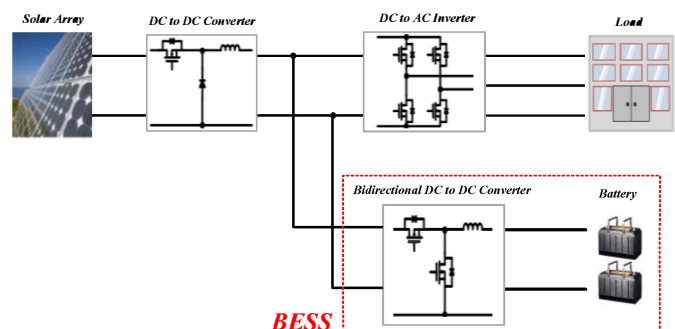 Solar Array
DC to DC Converter
DC to AC Inverter
Load
Bidirectional DC to DC Converter
Battery
BESS